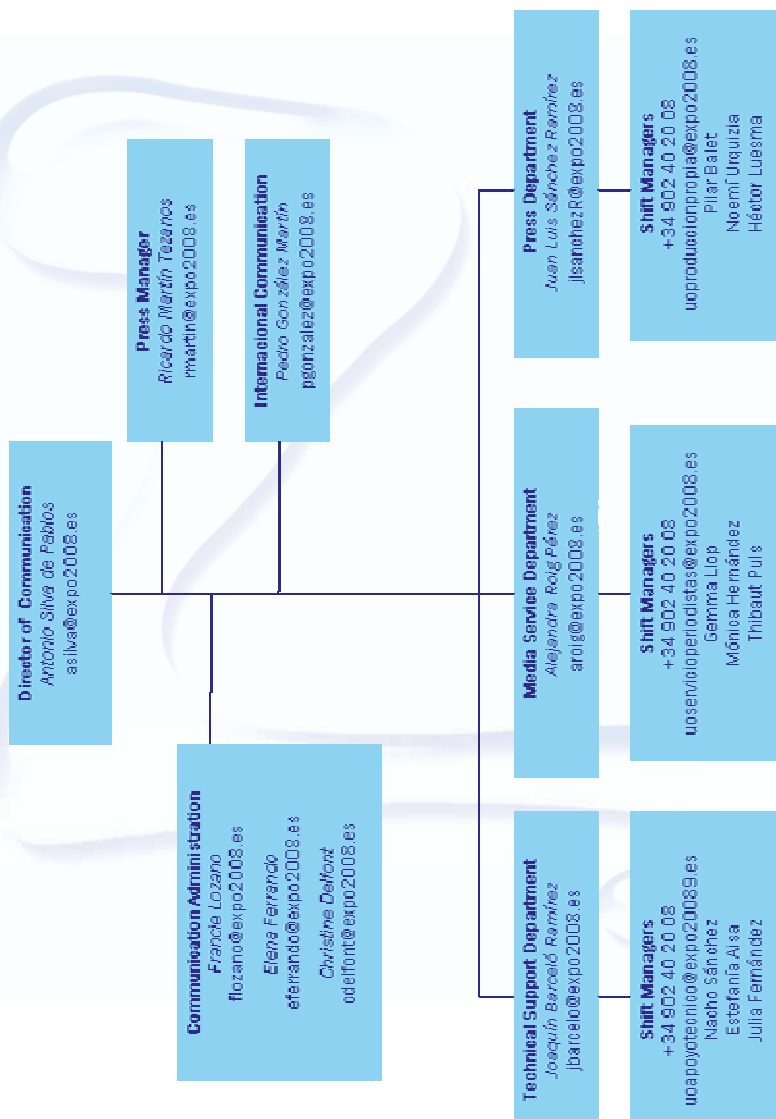 Director of Communication
Antonio Silva de Pablos
asilva@expo2008.es
Press Manager
Ricardo Martín Tezanos
rmartin@expo2008.es
Internacional Communication
Pedro González Martín
pgonzalez@expo2008.es
Communication Administration
Francie Lozano
flozano@expo2008.es
Elena Ferrando
eferrando@expo2008.es
Christine Delfont
cdelfont@expo2008.es
Technical Support Department
Joaquín Barceló Ramírez
jbarcelo@expo2008.es
Shift Managers
+34 902 40 20 08
uoapoyotecnico@expo20089.es
Nacho Sánchez
Estefanía Aisa
Julia Fernández
Media Service Department
Alejandra Roig Pérez
aroig@expo2008.es
Shift Managers
+34 902 40 20 08
uoservicioperiodistas@expo2008.es
Gemma Llop
Mónica Hernández
Thibaut Puis
Press Department
Juan Luis Sánchez Ramírez
jlsanchezR@expo2008.es
Shift Managers
+34 902 40 20 08
uoproduccionpropia@expo2008.es
Pilar Balet
Noemí Urquizia
Héctor Luesma